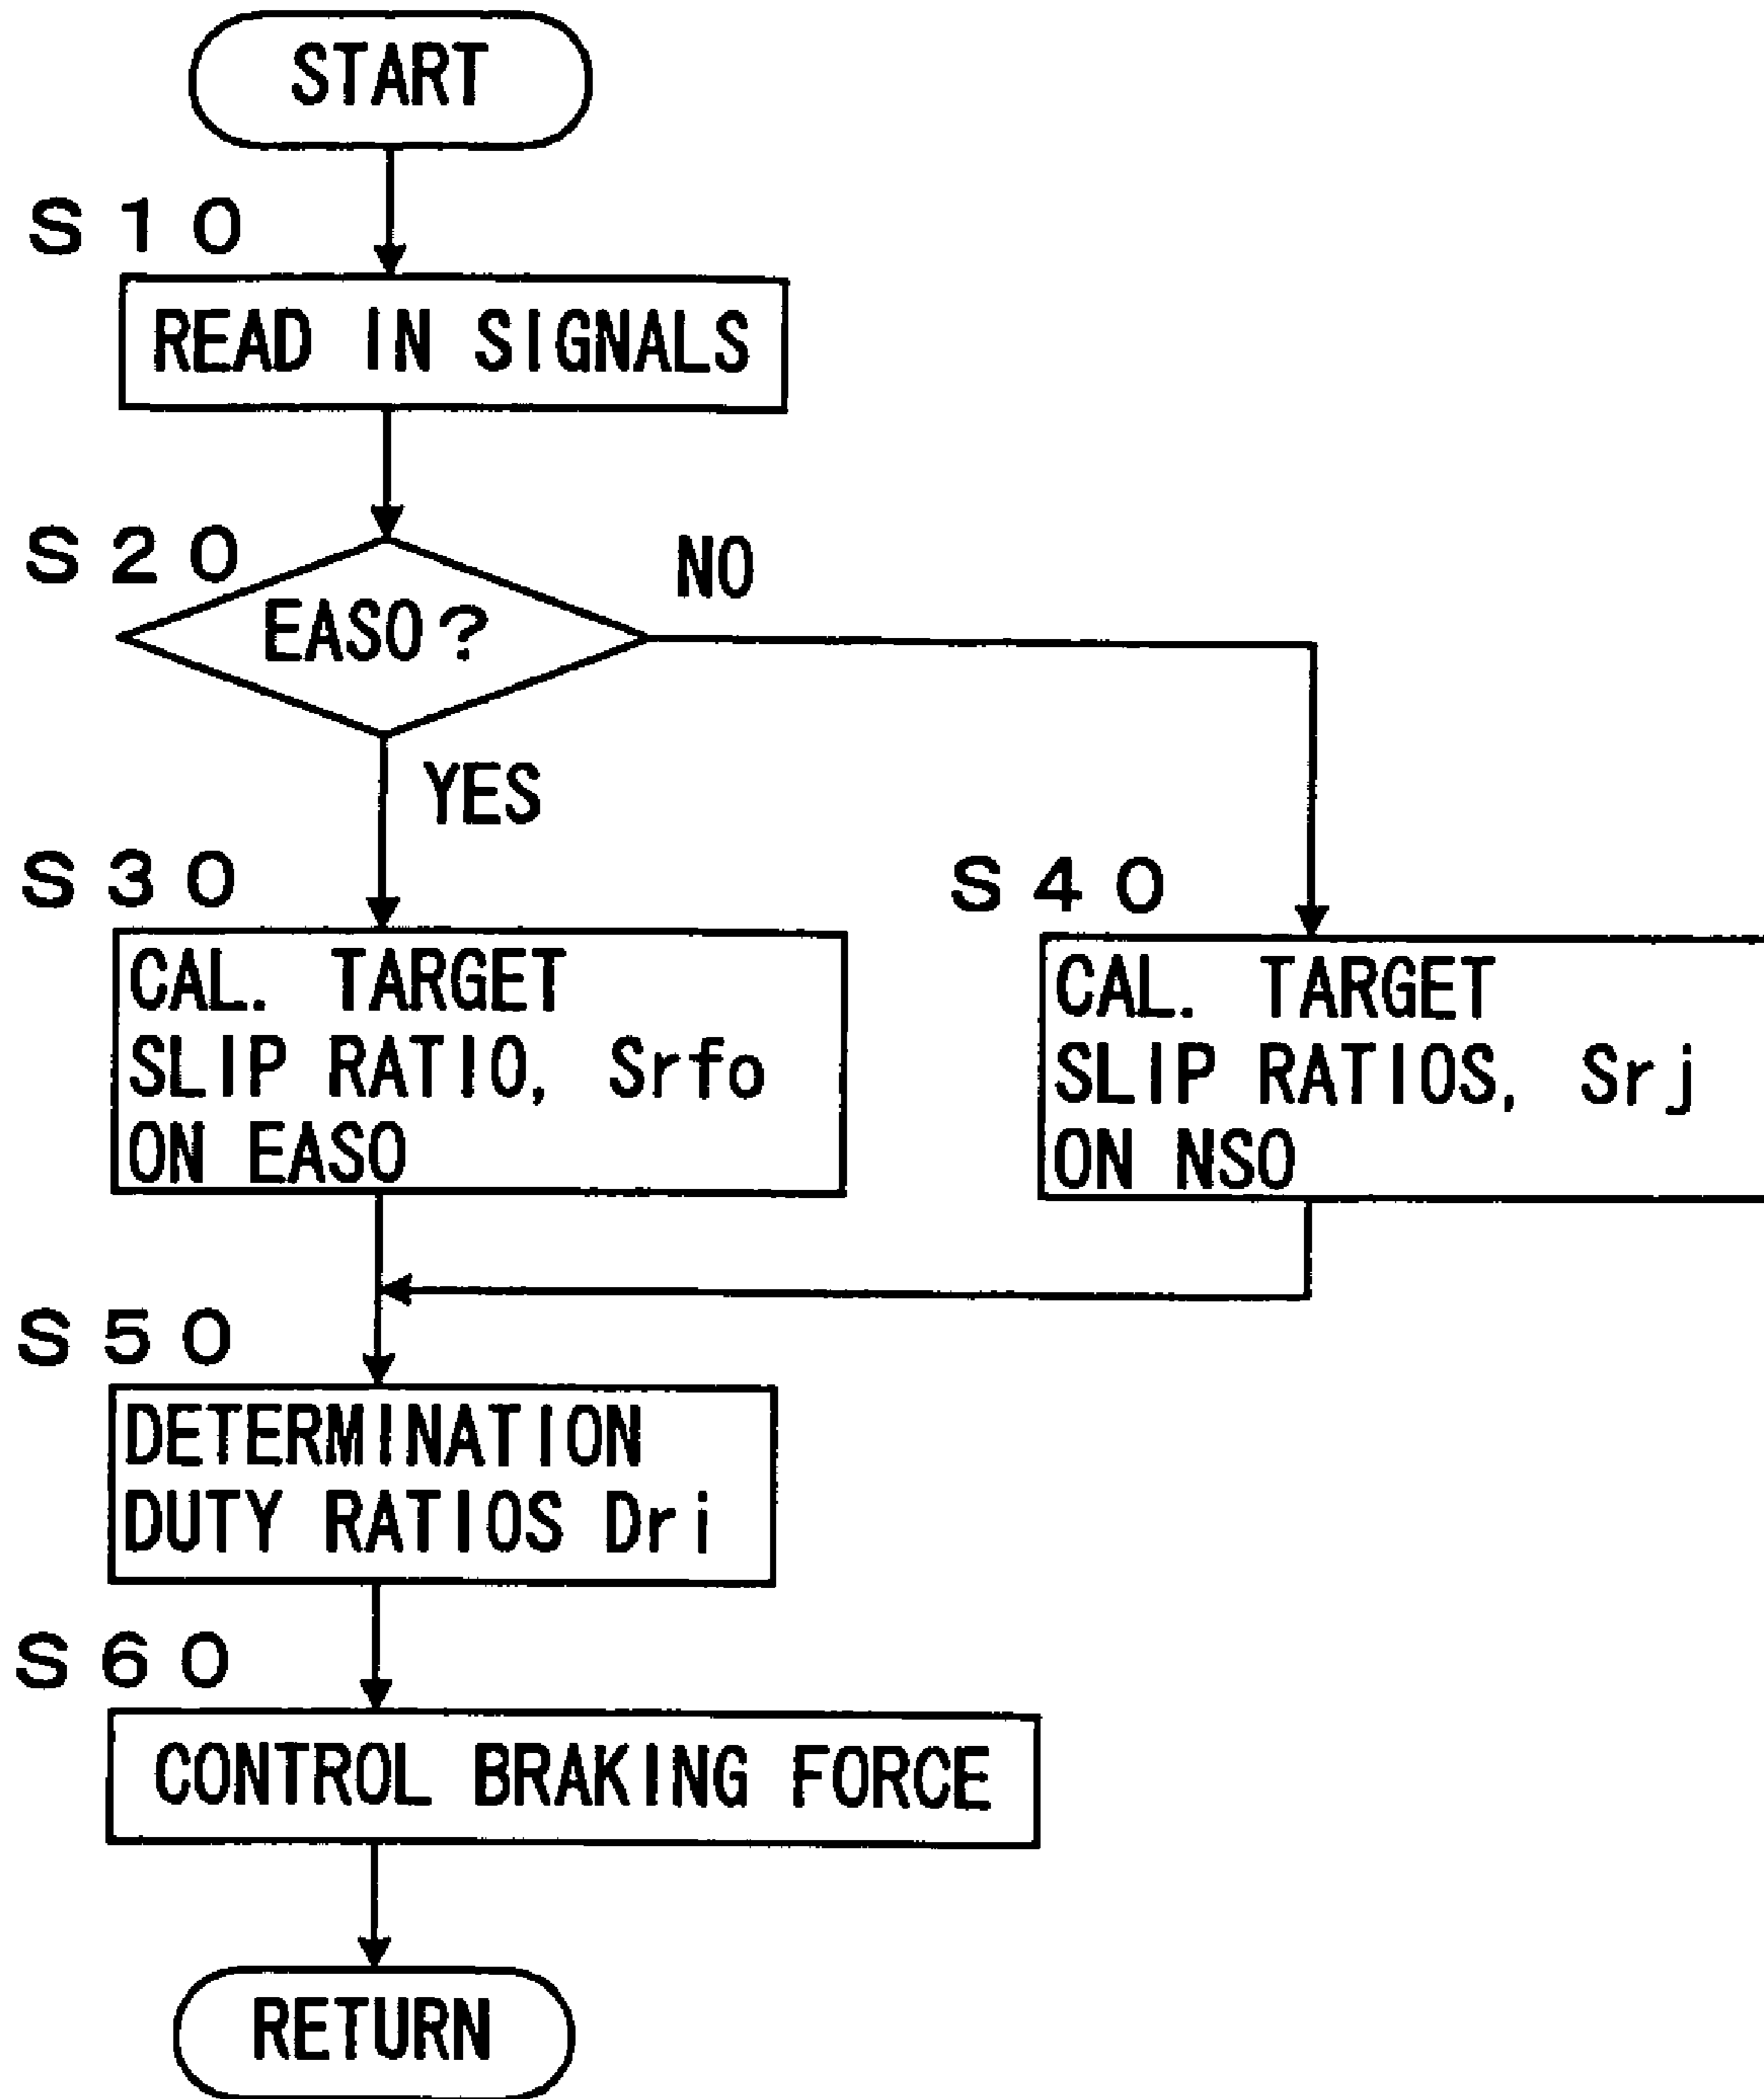 START
S10
READ IN SIGNALS
S20
EASO?
NO
YES
S30
CAL. TARGET
SLIP RATIO, Srfo
ON EASO
S40
CAL. TARGET
SLIP RATIOS, Srj
ON NSO
S50
DETERMINATION
DUTY RATIOS Dri
S60
CONTROL BRAKING FORCE
RETURN